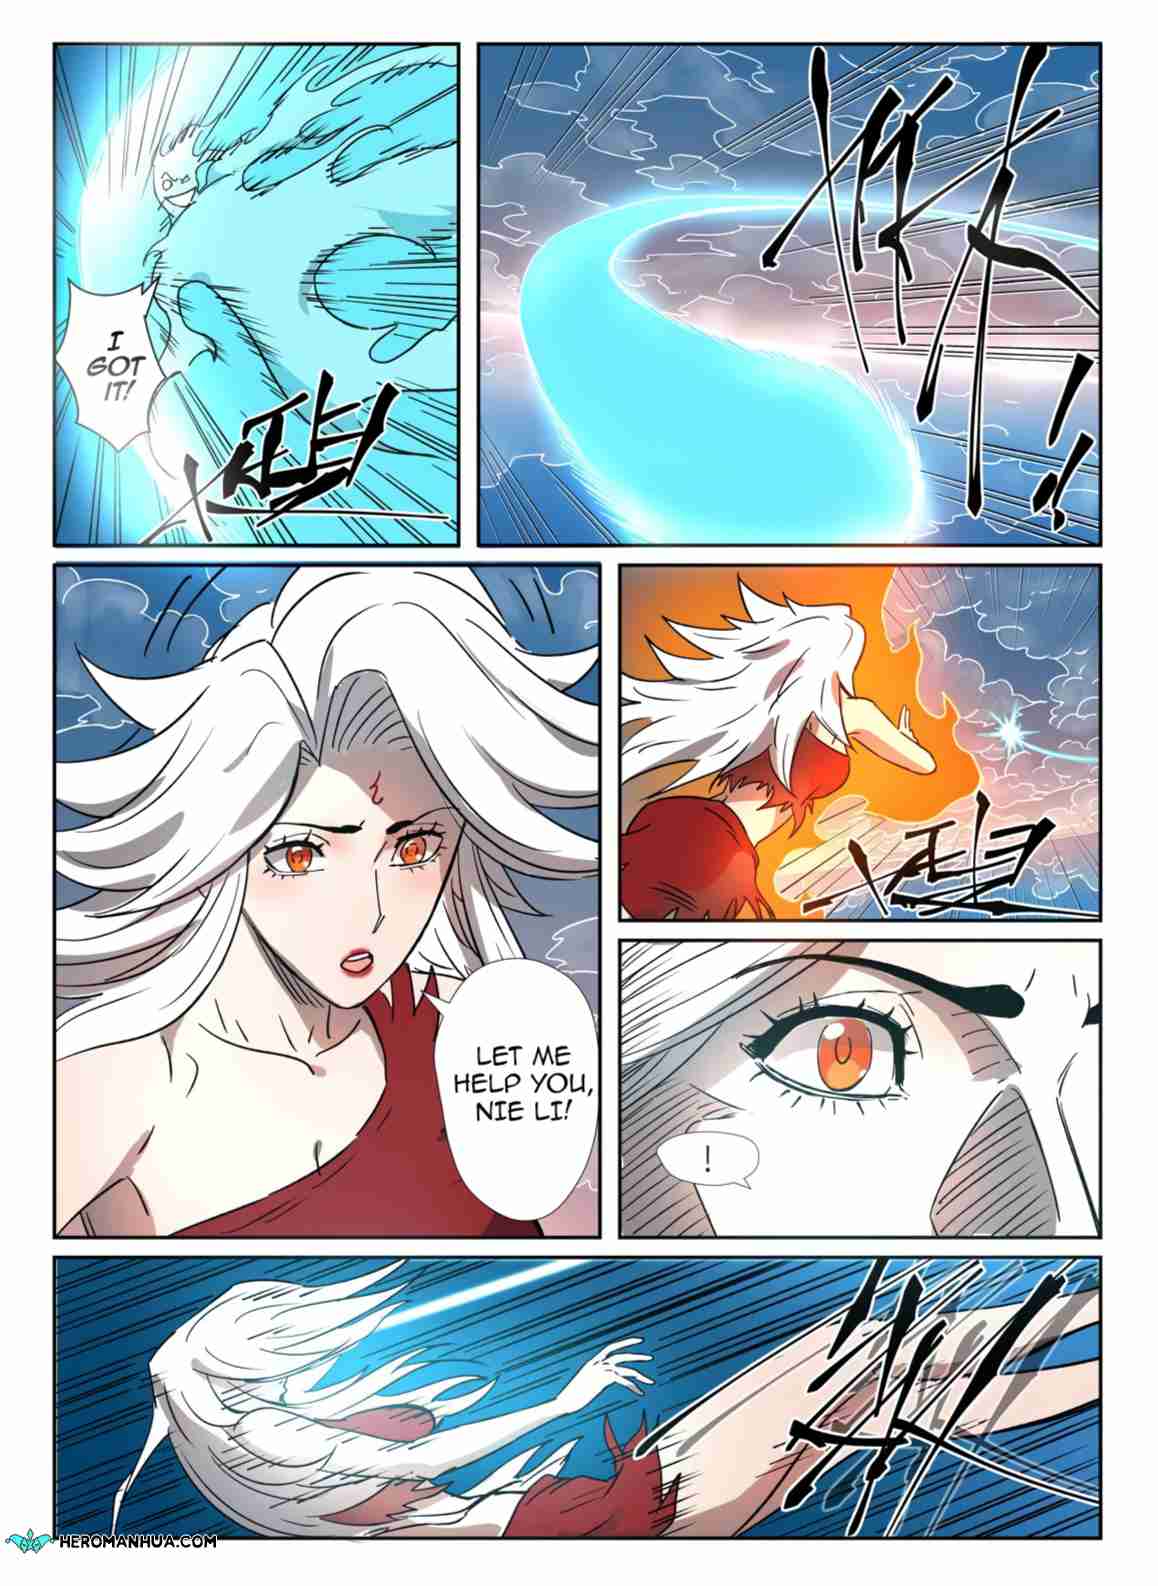 I
GOT
IT!
LET ME
HELP YOU,
NIE LI!
!
HEROMANHUA.COM